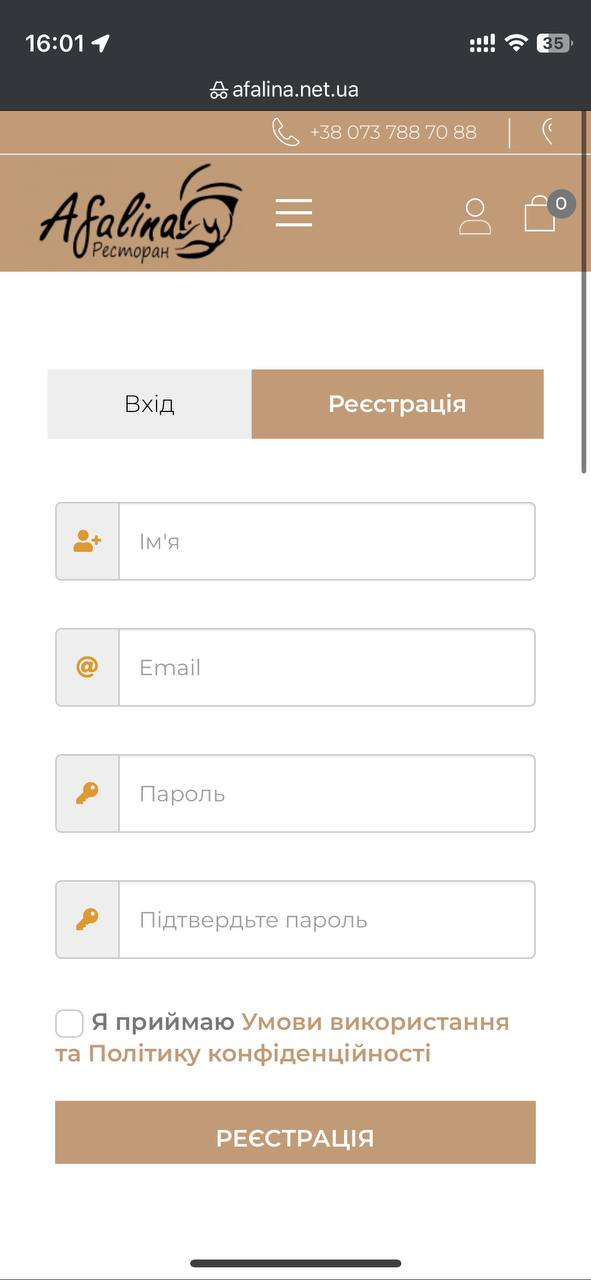 16:01
35
afalina.net.ua
+38 073 788 70 88
Afalina
Ресторан
0
Вхід
Реєстрація
Ім'я
@
Email
Пароль
Підтвердьте пароль
Я приймаю Умови використання
та Політику конфіденційності
РЕЄСТРАЦІЯ